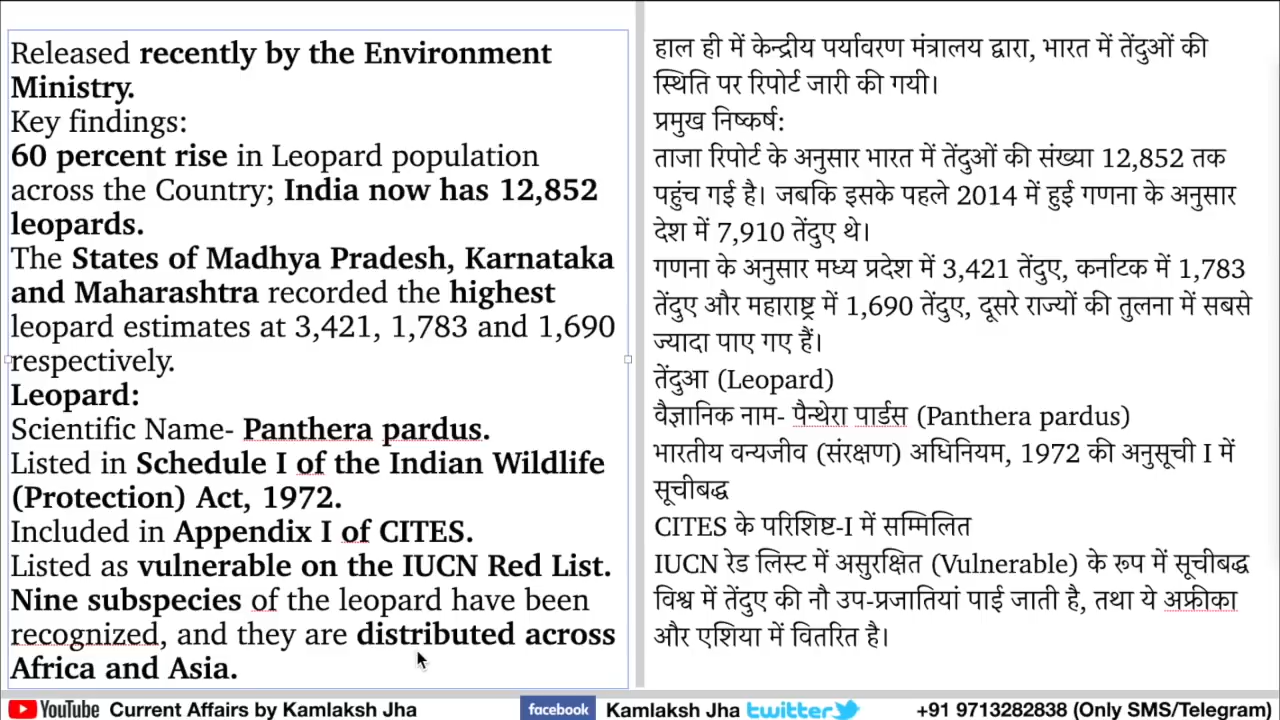 Released recently by the Environment
Ministry.
Key findings:
60 percent rise in Leopard population
across the Country; India now has 12,852
leopards.
The States of Madhya Pradesh, Karnataka
and Maharashtra recorded the highest
leopard estimates at 3,421, 1,783 and 1,690
respectively.
Leopard:
Scientific Name- Panthera pardus.
Listed in Schedule I of the Indian Wildlife
(Protection) Act, 1972.
Included in Appendix I of CITES.
Listed as vulnerable on the IUCN Red List.
Nine subspecies of the leopard have been
recognized, and they are distributed across
Africa and Asia.
हाल ही में केन्द्रीय पर्यावरण मंत्रालय द्वारा, भारत में तेंदुओं की
स्थिति पर रिपोर्ट जारी की गयी।
प्रमुख निष्कर्ष:
ताजा रिपोर्ट के अनुसार भारत में तेंदुओं की संख्या 12,852 तक
पहुंच गई है। जबकि इसके पहले 2014 में हुई गणना के अनुसार
देश में 7,910 तेंदुए थे।
गणना के अनुसार मध्य प्रदेश में 3,421 तेंदुए, कर्नाटक में 1,783
तेंदुए और महाराष्ट्र में 1,690 तेंदुए, दूसरे राज्यों की तुलना में सबसे
ज्यादा पाए गए हैं।
तेंदुआ (Leopard)
वैज्ञानिक नाम- पैन्थेरा पार्डस (Panthera pardus)
भारतीय वन्यजीव (संरक्षण) अधिनियम, 1972 की अनुसूची I में
सूचीबद्ध
CITES के परिशिष्ट-I में सम्मिलित
IUCN रेड लिस्ट में असुरक्षित (Vulnerable) के रूप में सूचीबद्ध
विश्व में तेंदुए की नौ उप-प्रजातियां पाई जाती है, तथा ये अफ्रीका
और एशिया में वितरित है।
YouTube Current Affairs by Kamlaksh Jha facebook Kamlaksh Jha twitter +91 9713282838 (Only SMS/Telegram)